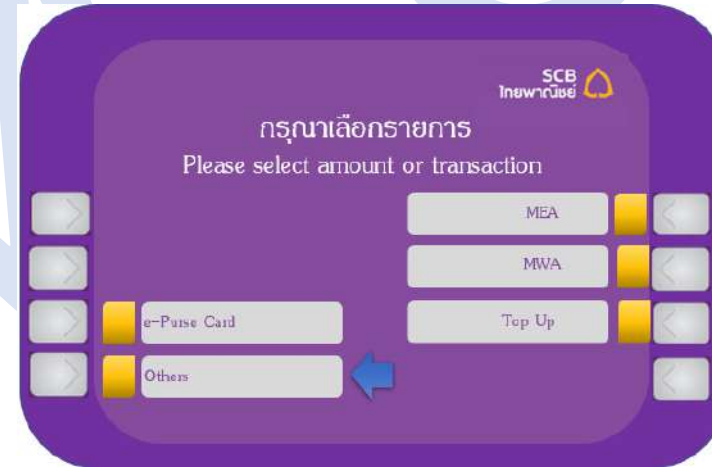 SCB
ไทยพาณิชย์
กรุณาเลือกรายการ
Please select amount or transaction
MEA
MWA
e-Purse Card
Top Up
Others